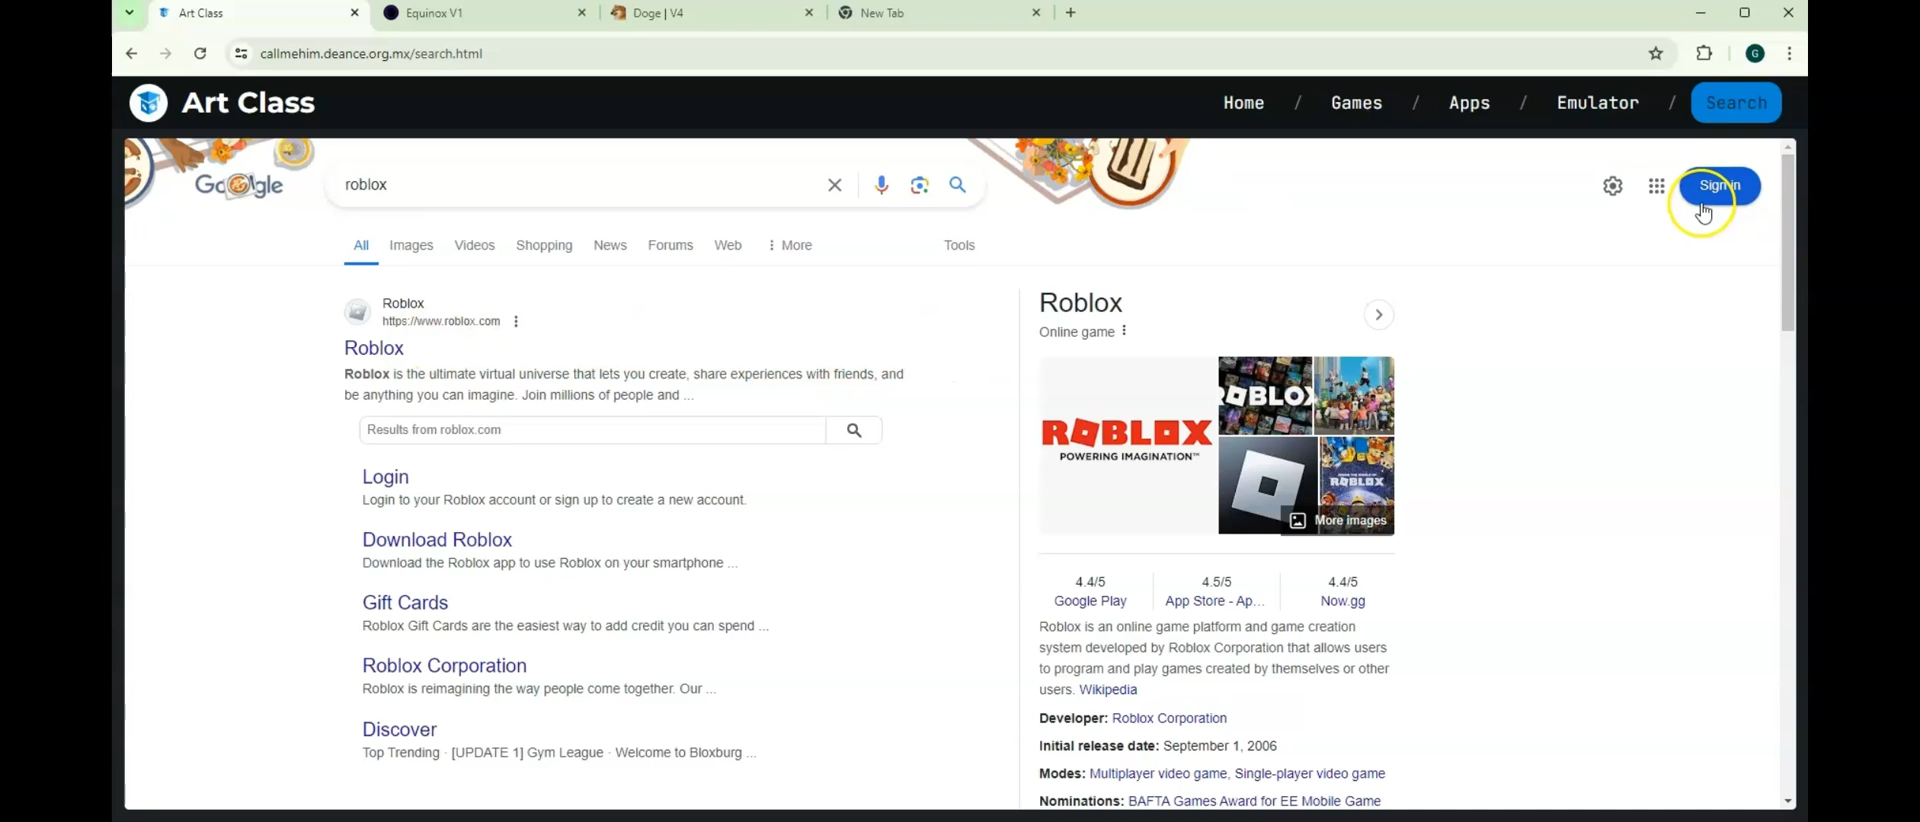 Art Class
Equinox V1
Doge | V4
New Tab
callmehim.deance.org.mx/search.html
G
Art Class
Home / Games / Apps / Emulator / Search
Google
roblox
Sign in
All Images Videos Shopping News Forums Web More Tools
Roblox
https://www.roblox.com
Roblox
Roblox is the ultimate virtual universe that lets you create, share experiences with friends, and
be anything you can imagine. Join millions of people and ...
Results from roblox.com
Login
Login to your Roblox account or sign up to create a new account.
Download Roblox
Download the Roblox app to use Roblox on your smartphone ...
Gift Cards
Roblox Gift Cards are the easiest way to add credit you can spend ...
Roblox Corporation
Roblox is reimagining the way people come together. Our ...
Discover
Top Trending · [UPDATE 1] Gym League · Welcome to Bloxburg ...
Roblox
Online game
ROBLOX
POWERING IMAGINATION™
ROBLOX
ROBLOX
More images
4.4/5 4.5/5 4.4/5
Google Play App Store - Ap... Now.gg
Roblox is an online game platform and game creation
system developed by Roblox Corporation that allows users
to program and play games created by themselves or other
users. Wikipedia
Developer: Roblox Corporation
Initial release date: September 1, 2006
Modes: Multiplayer video game, Single-player video game
Nominations: BAFTA Games Award for EE Mobile Game